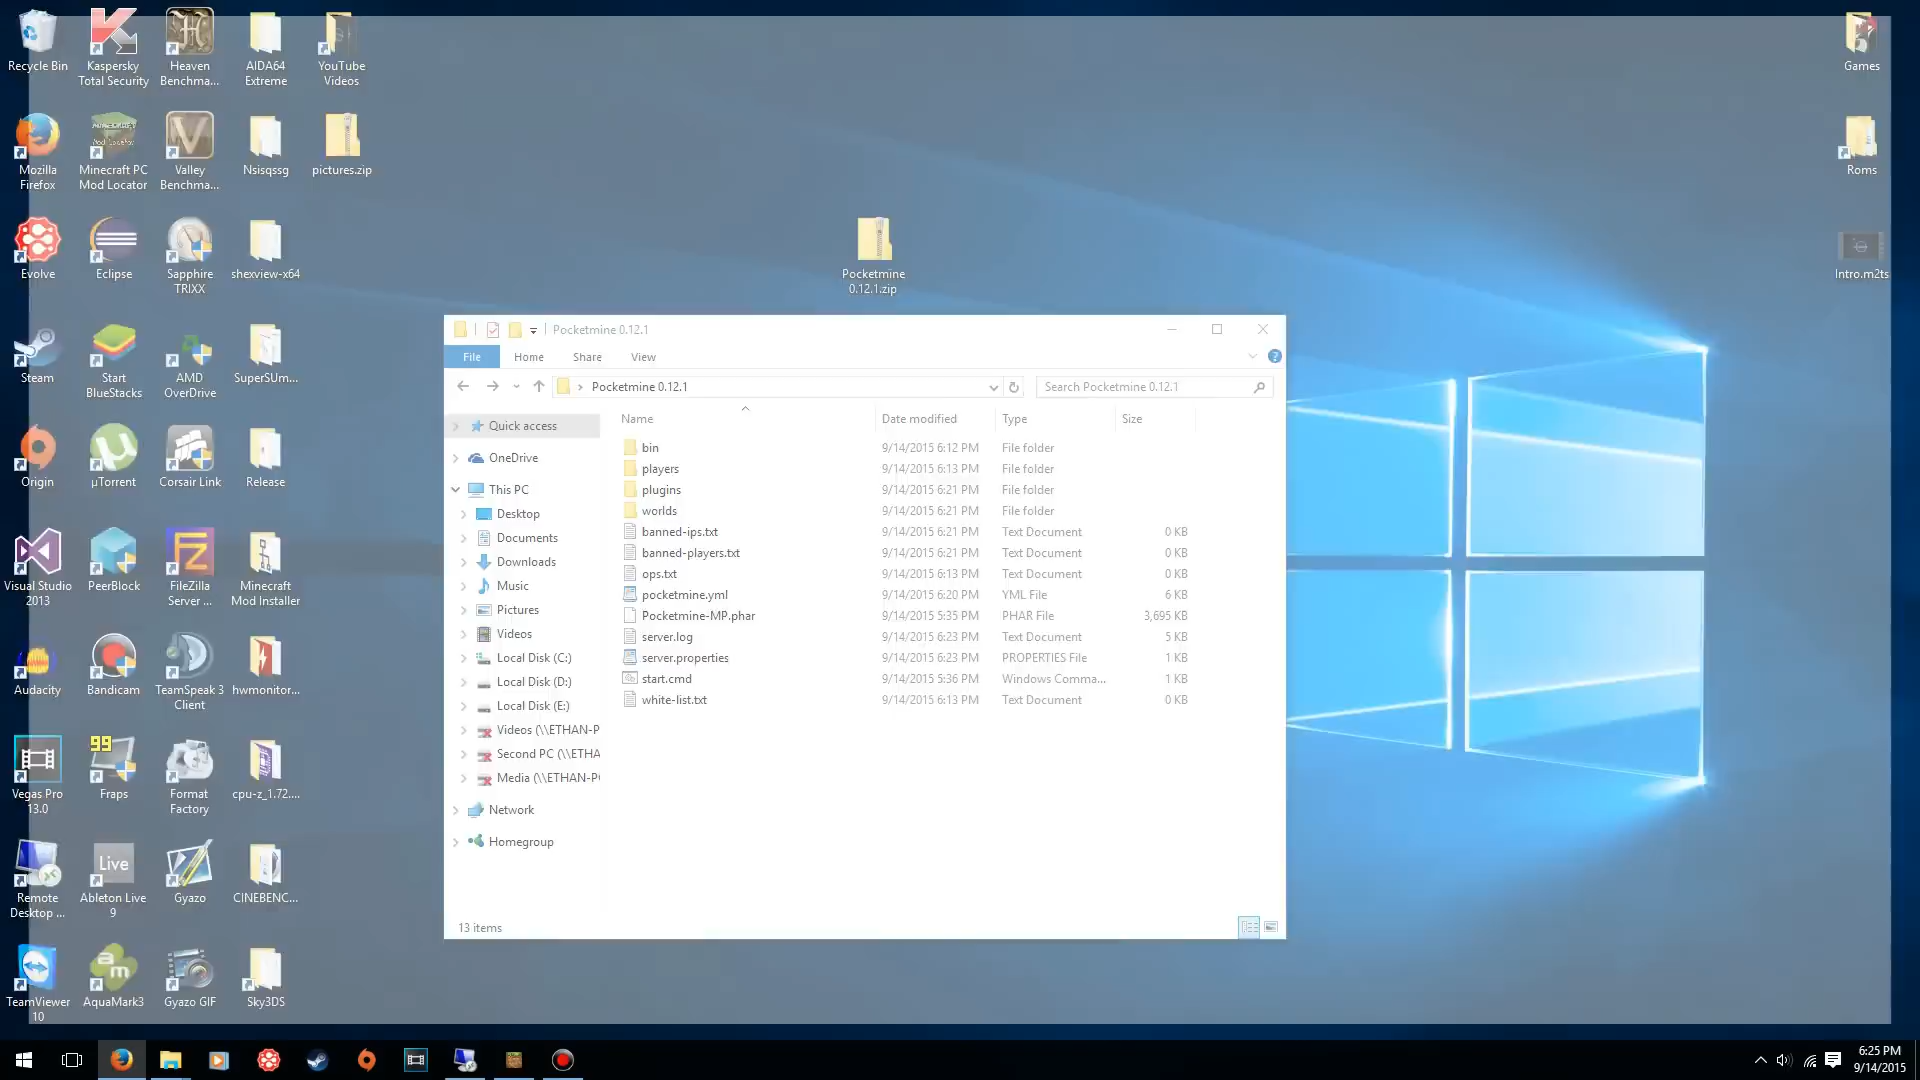 Recycle Bin
Kaspersky
Total Security
Heaven
Benchma...
AIDA64
Extreme
YouTube
Videos
Games
Mozilla
Firefox
Minecraft PC
Mod Locator
Valley
Benchma...
Nsisqssg
pictures.zip
Roms
Evolve
Eclipse
Sapphire
TRIXX
shexview-x64
Pocketmine
0.12.1.zip
Intro.m2ts
Steam
Start
BlueStacks
AMD
OverDrive
SuperSUm...
Origin
µTorrent
Corsair Link
Release
Visual Studio
2013
PeerBlock
FileZilla
Server ...
Minecraft
Mod Installer
Audacity
Bandicam
TeamSpeak 3
Client
hwmonitor...
Vegas Pro
13.0
99
Fraps
Format
Factory
cpu-z_1.72....
Remote
Desktop ...
Live
Ableton Live
9
Gyazo
CINEBENC...
TeamViewer
10
AquaMark3
Gyazo GIF
Sky3DS
Pocketmine 0.12.1
File Home Share View
Pocketmine 0.12.1
Search Pocketmine 0.12.1
Quick access
OneDrive
This PC
Desktop
Documents
Downloads
Music
Pictures
Videos
Local Disk (C:)
Local Disk (D:)
Local Disk (E:)
Videos (\\ETHAN-P
Second PC (\\ETHA
Media (\\ETHAN-P
Network
Homegroup
Name Date modified Type Size
bin 9/14/2015 6:12 PM File folder
players 9/14/2015 6:13 PM File folder
plugins 9/14/2015 6:21 PM File folder
worlds 9/14/2015 6:21 PM File folder
banned-ips.txt 9/14/2015 6:21 PM Text Document 0 KB
banned-players.txt 9/14/2015 6:21 PM Text Document 0 KB
ops.txt 9/14/2015 6:13 PM Text Document 0 KB
pocketmine.yml 9/14/2015 6:20 PM YML File 6 KB
Pocketmine-MP.phar 9/14/2015 5:35 PM PHAR File 3,695 KB
server.log 9/14/2015 6:23 PM Text Document 5 KB
server.properties 9/14/2015 6:23 PM PROPERTIES File 1 KB
start.cmd 9/14/2015 5:36 PM Windows Comma... 1 KB
white-list.txt 9/14/2015 6:13 PM Text Document 0 KB
13 items
6:25 PM
9/14/2015